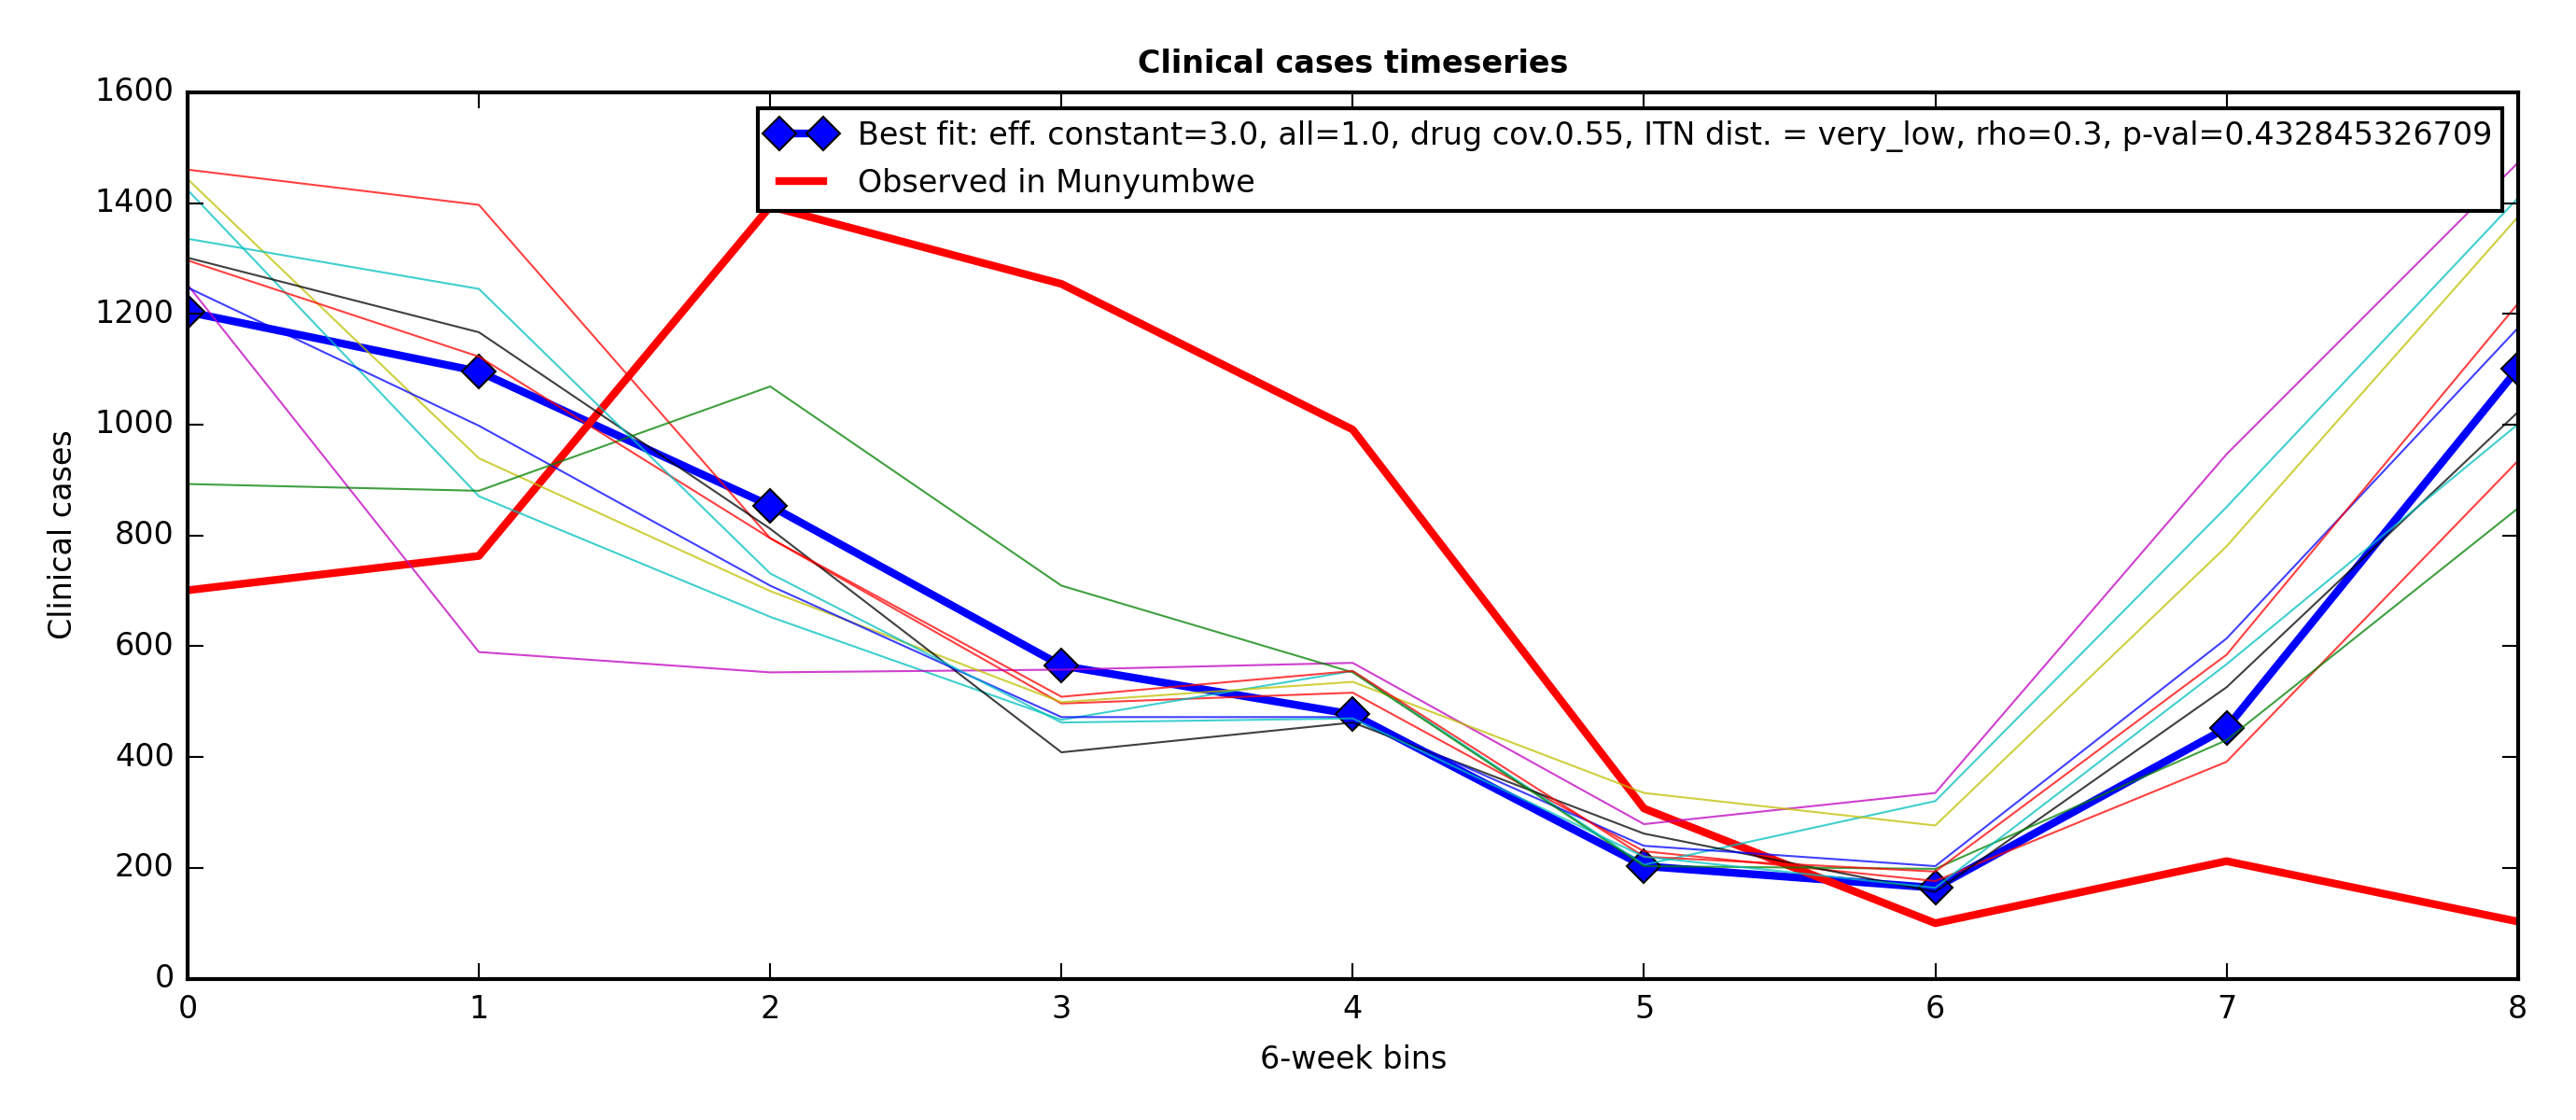 Clinical cases timeseries
1600
1400
1200
1000
800
600
400
200
0
Clinical cases
Best fit: eff. constant=3.0, all=1.0, drug cov.0.55, ITN dist. = very_low, rho=0.3, p-val=0.432845326709
Observed in Munyumbwe
0 1 2 3 4 5 6 7 8
6-week bins